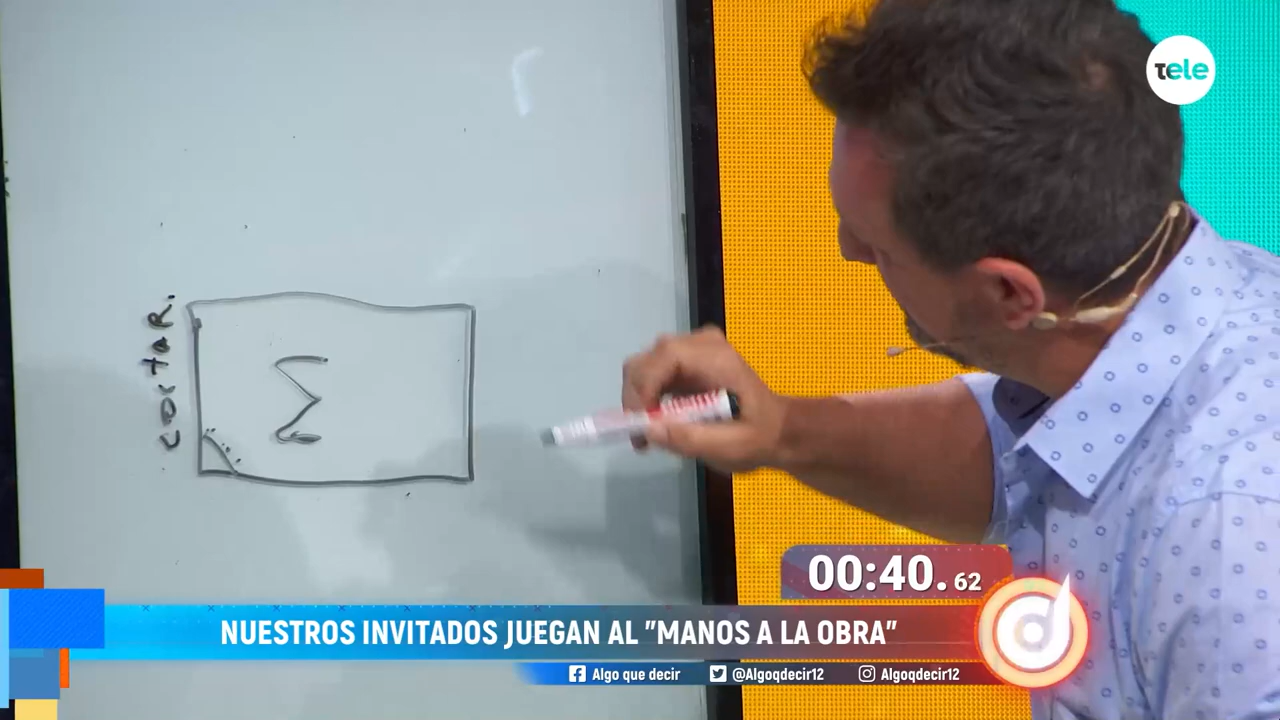 tele
cortar.
Σ
00:40.62
NUESTROS INVITADOS JUEGAN AL "MANOS A LA OBRA"
Algo que decir
@Algoqdecir12
Algoqdecir12